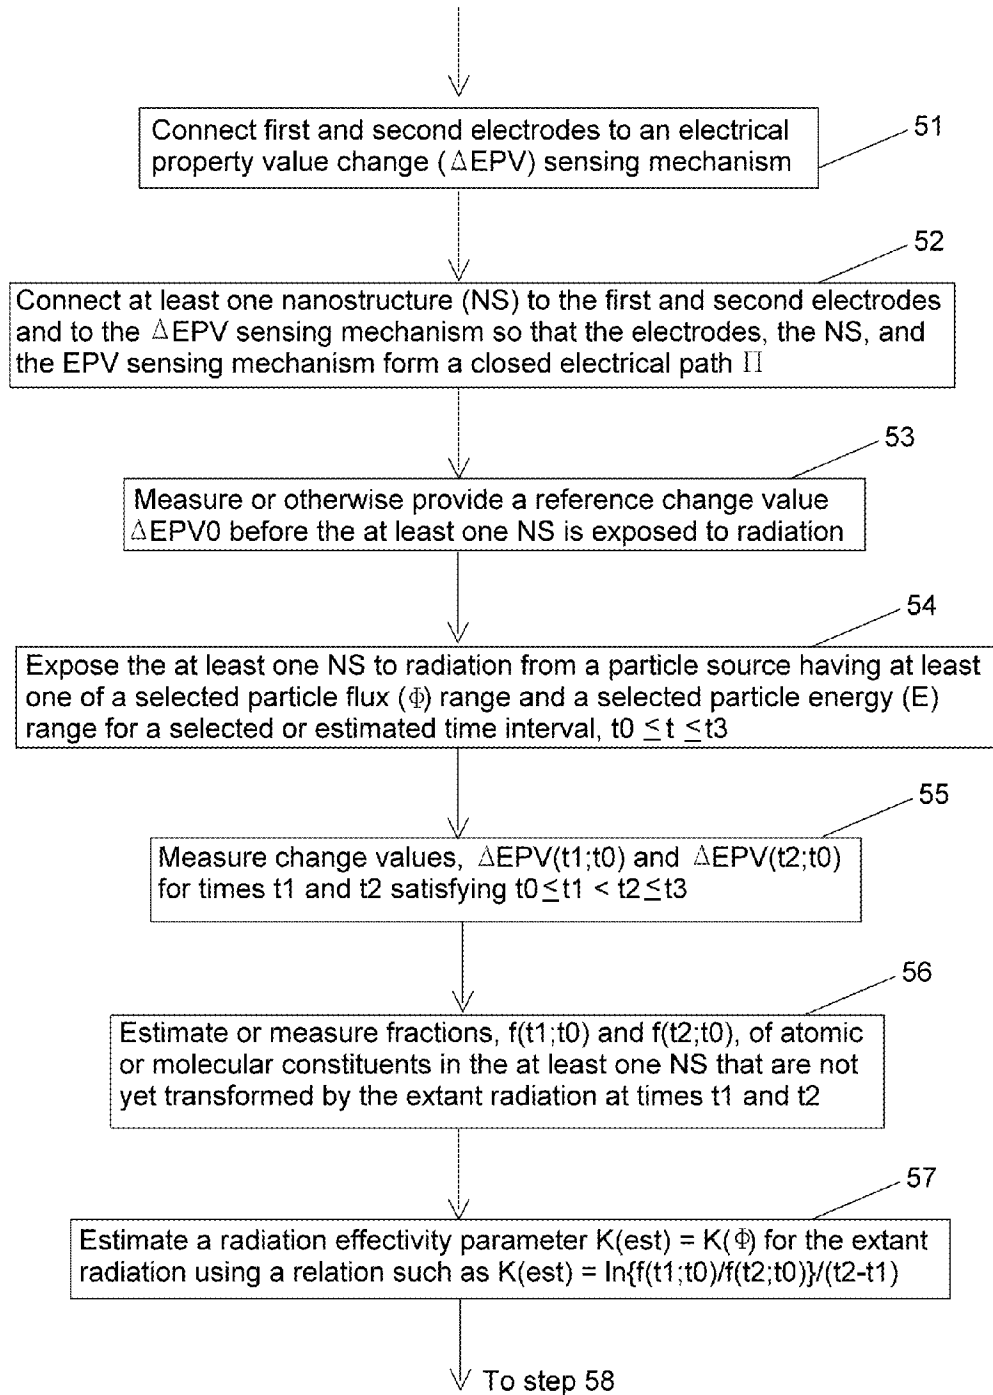 51
Connect first and second electrodes to an electrical
property value change (ΔEPV) sensing mechanism
52
Connect at least one nanostructure (NS) to the first and second electrodes
and to the ΔEPV sensing mechanism so that the electrodes, the NS, and
the EPV sensing mechanism form a closed electrical path Π
53
Measure or otherwise provide a reference change value
ΔEPV0 before the at least one NS is exposed to radiation
54
Expose the at least one NS to radiation from a particle source having at least
one of a selected particle flux (Φ) range and a selected particle energy (E)
range for a selected or estimated time interval, t0 ≤ t ≤ t3
55
Measure change values, ΔEPV(t1;t0) and ΔEPV(t2;t0)
for times t1 and t2 satisfying t0 ≤ t1 < t2 ≤ t3
56
Estimate or measure fractions, f(t1;t0) and f(t2;t0), of atomic
or molecular constituents in the at least one NS that are not
yet transformed by the extant radiation at times t1 and t2
57
Estimate a radiation effectivity parameter K(est) = K(Φ) for the extant
radiation using a relation such as K(est) = ln{f(t1;t0)/f(t2;t0)}/(t2-t1)
To step 58